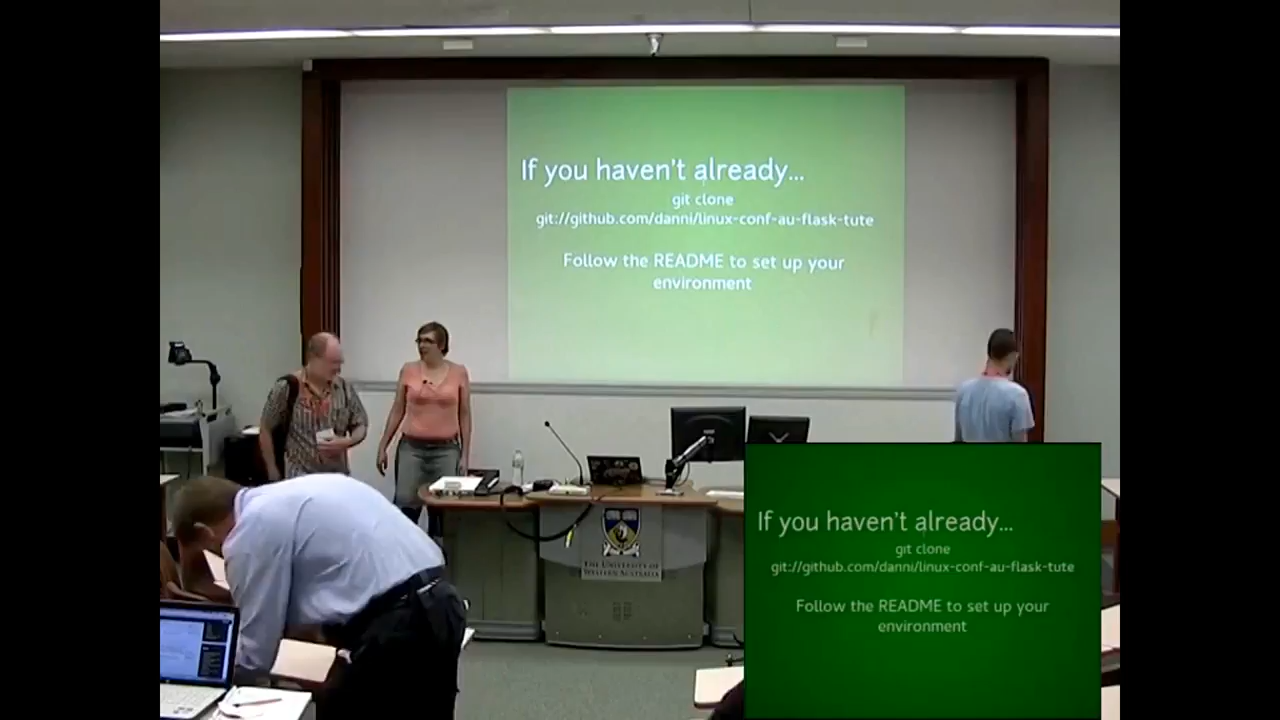 If you haven't already...
git clone
git://github.com/danni/linux-conf-au-flask-tute
Follow the README to set up your
environment
THE UNIVERSITY OF
WESTERN AUSTRALIA
If you haven't already...
git clone
git://github.com/danni/linux-conf-au-flask-tute
Follow the README to set up your
environment